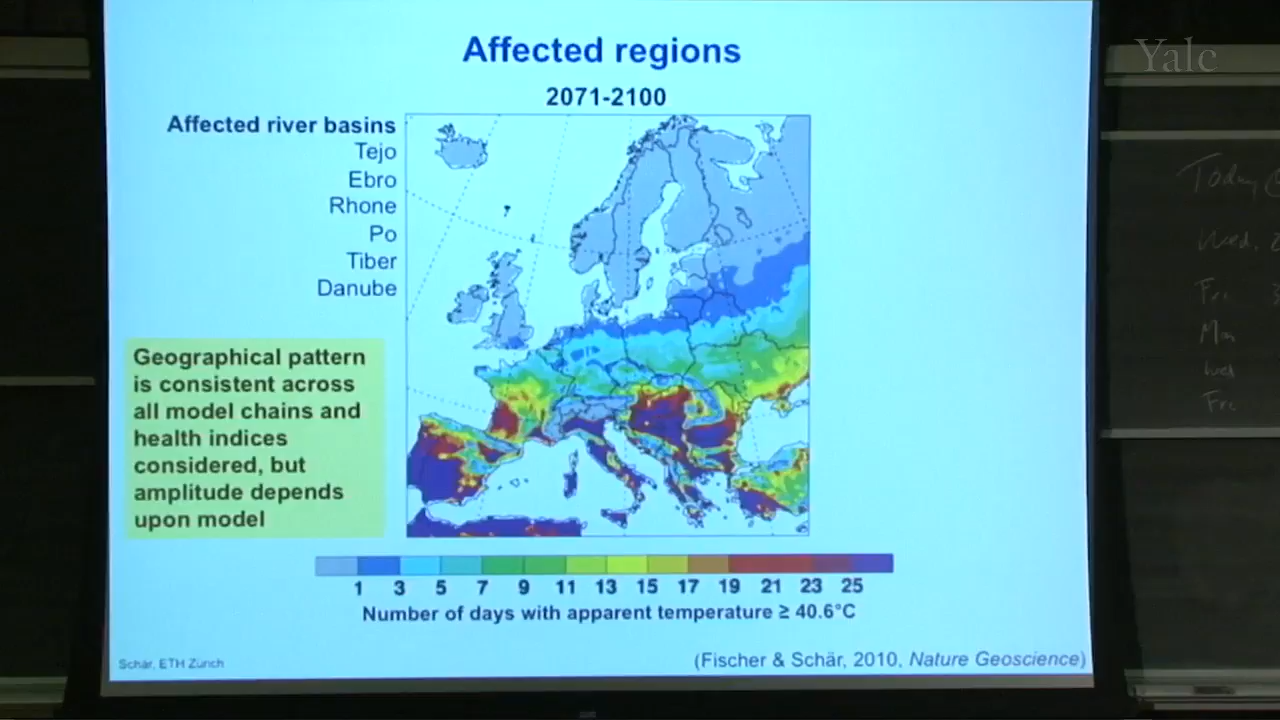 Yale
Affected regions
2071-2100
Affected river basins
Tejo
Ebro
Rhone
Po
Tiber
Danube
Geographical pattern
is consistent across
all model chains and
health indices
considered, but
amplitude depends
upon model
1 3 5 7 9 11 13 15 17 19 21 23 25
Number of days with apparent temperature ≥ 40.6°C
Schär, ETH Zürich
(Fischer & Schär, 2010, Nature Geoscience)
Today
Wed.
Fri
Mon
Wed
Fri